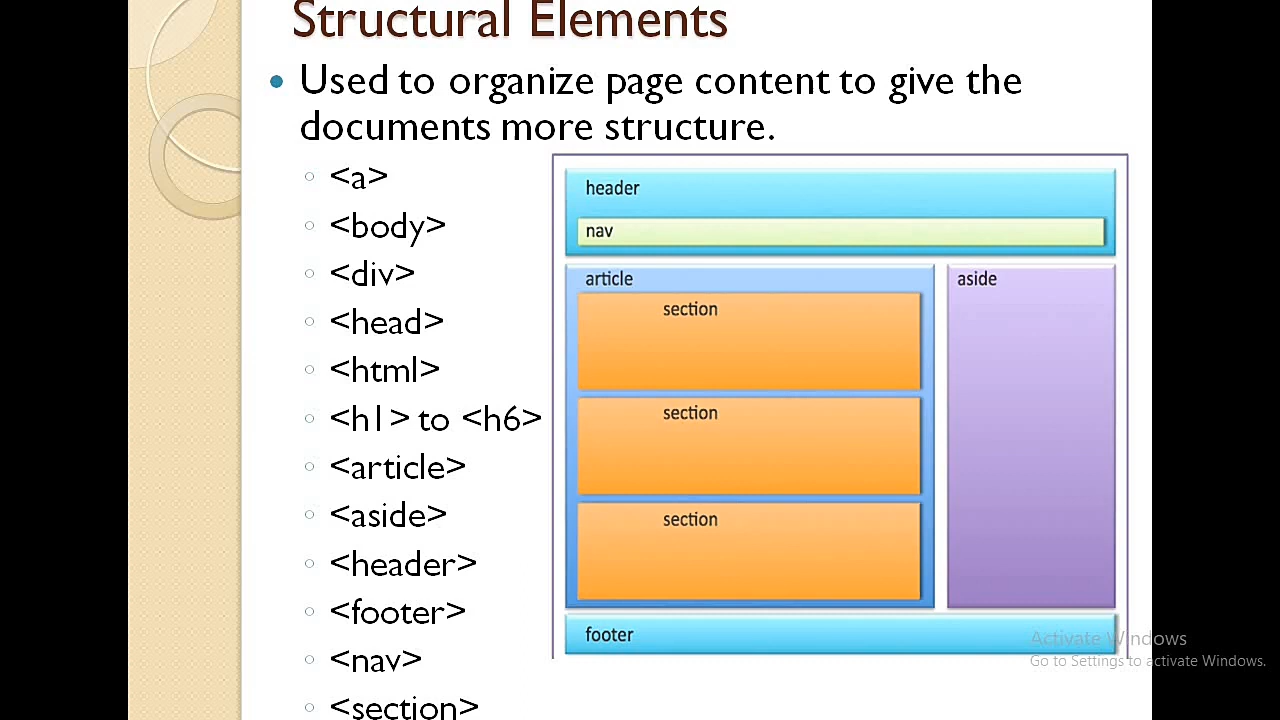 Structural Elements
Used to organize page content to give the
documents more structure.
<a>
<body>
<div>
<head>
<html>
<h1> to <h6>
<article>
<aside>
<header>
<footer>
<nav>
<section>
header
nav
article
aside
section
section
section
footer
Activate Windows
Go to Settings to activate Windows.